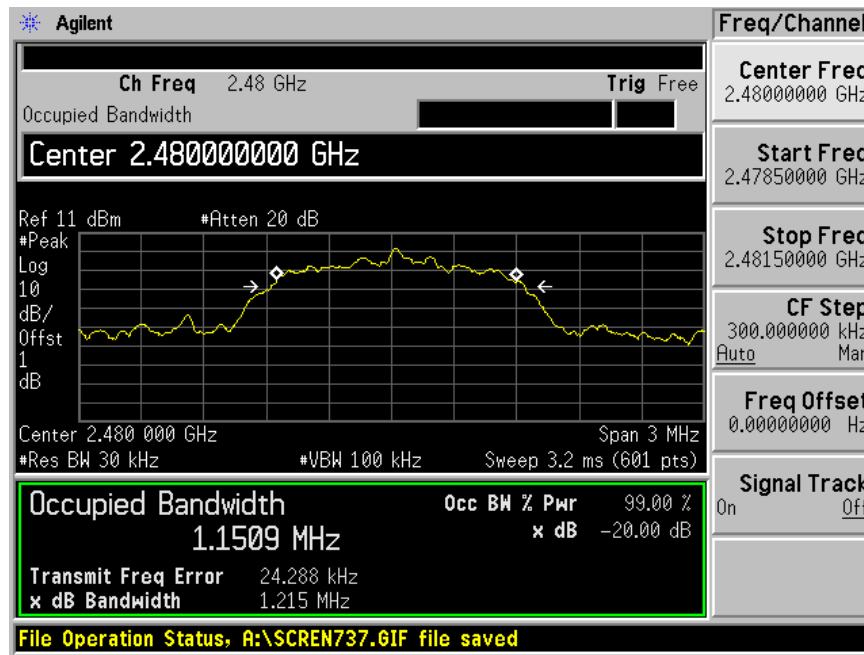 Agilent
Freq/Channel
Ch Freq 2.48 GHz Trig Free
Occupied Bandwidth
Center 2.480000000 GHz
Ref 11 dBm #Atten 20 dB
#Peak
Log
10
dB/
Offst
1
dB
Center 2.480 000 GHz Span 3 MHz
#Res BW 30 kHz #VBW 100 kHz Sweep 3.2 ms (601 pts)
Occupied Bandwidth
1.1509 MHz
Occ BW % Pwr 99.00 %
x dB -20.00 dB
Transmit Freq Error 24.288 kHz
x dB Bandwidth 1.215 MHz
File Operation Status, A:\SCREN737.GIF file saved
Center Freq
2.48000000 GHz
Start Freq
2.47850000 GHz
Stop Freq
2.48150000 GHz
CF Step
300.000000 kHz
Auto Man
Freq Offset
0.00000000 Hz
Signal Track
On Off